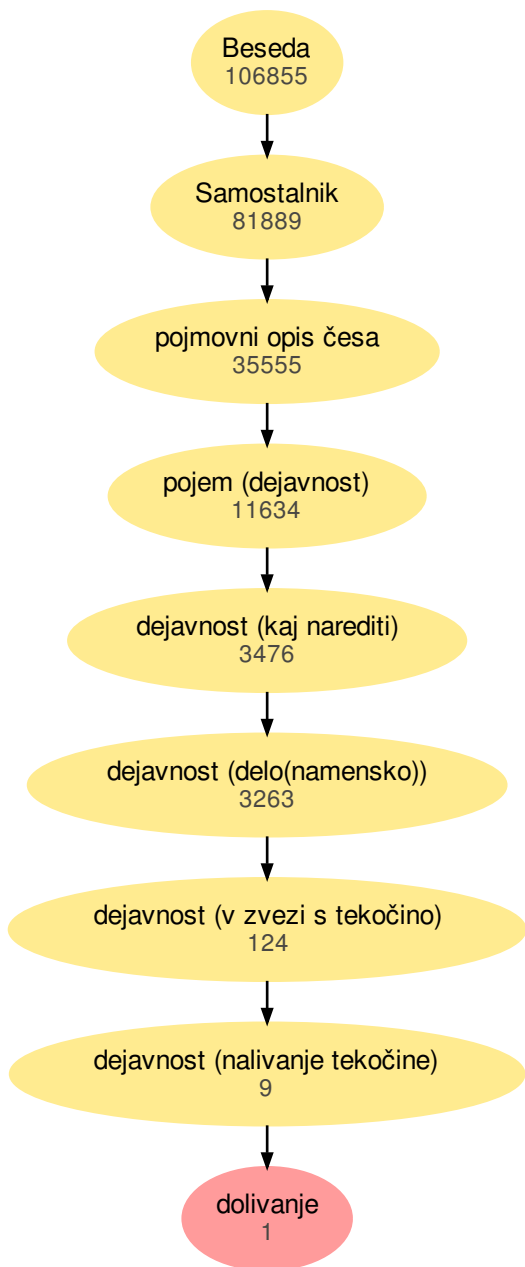 Beseda
106855
Samostalnik
81889
pojmovni opis česa
35555
pojem (dejavnost)
11634
dejavnost (kaj narediti)
3476
dejavnost (delo(namensko))
3263
dejavnost (v zvezi s tekočino)
124
dejavnost (nalivanje tekočine)
9
dolivanje
1